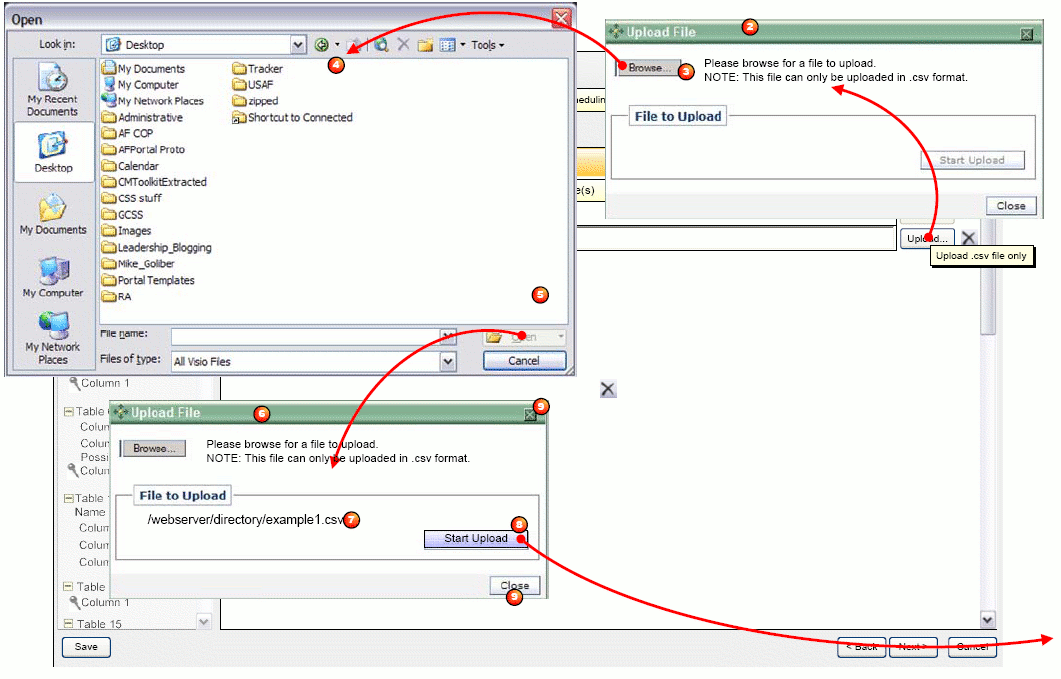 Open
Look in:
Desktop
Tools
4
My Recent
Documents
Desktop
My Documents
My Computer
My Network
Places
My Documents
My Computer
My Network Places
Administrative
AF COP
AFPortal Proto
Calendar
CMToolkitExtracted
CSS stuff
GCSS
Images
Leadership_Blogging
Mike_Goliber
Portal Templates
RA
Tracker
USAF
zipped
Shortcut to Connected
5
File name:
Open
Files of type:
All Visio Files
Cancel
Upload File
2
Browse...
3
Please browse for a file to upload.
NOTE: This file can only be uploaded in .csv format.
File to Upload
Start Upload
Close
e(s)
Upload...
Upload .csv file only
Column 1
Table
Colun
Colun
Possi
Colun
Table
Name
Colun
Colun
Colun
Table
Column 1
Table 15
Upload File
6
9
Browse...
Please browse for a file to upload.
NOTE: This file can only be uploaded in .csv format.
File to Upload
/webserver/directory/example1.csv
7
8
Start Upload
Close
9
Save
< Back
Next >
Cancel